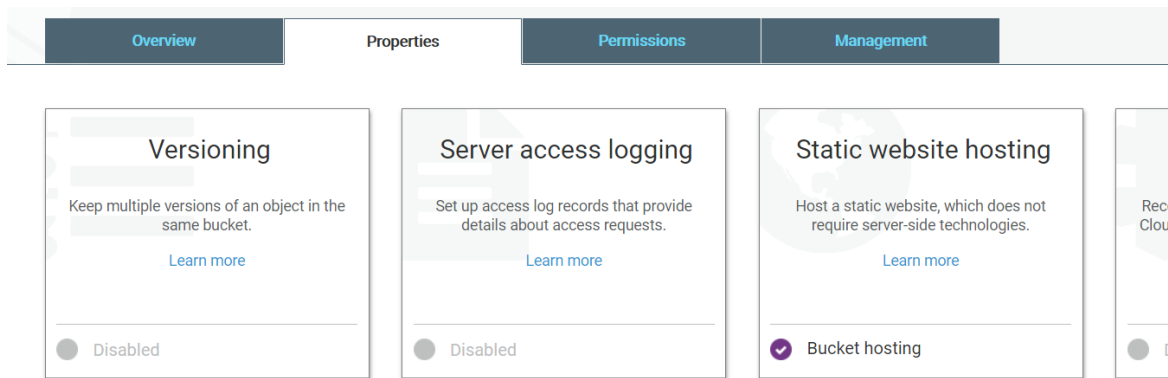 Overview
Properties
Permissions
Management
Versioning
Keep multiple versions of an object in the
same bucket.
Learn more
Disabled
Server access logging
Set up access log records that provide
details about access requests.
Learn more
Disabled
Static website hosting
Host a static website, which does not
require server-side technologies.
Learn more
Bucket hosting